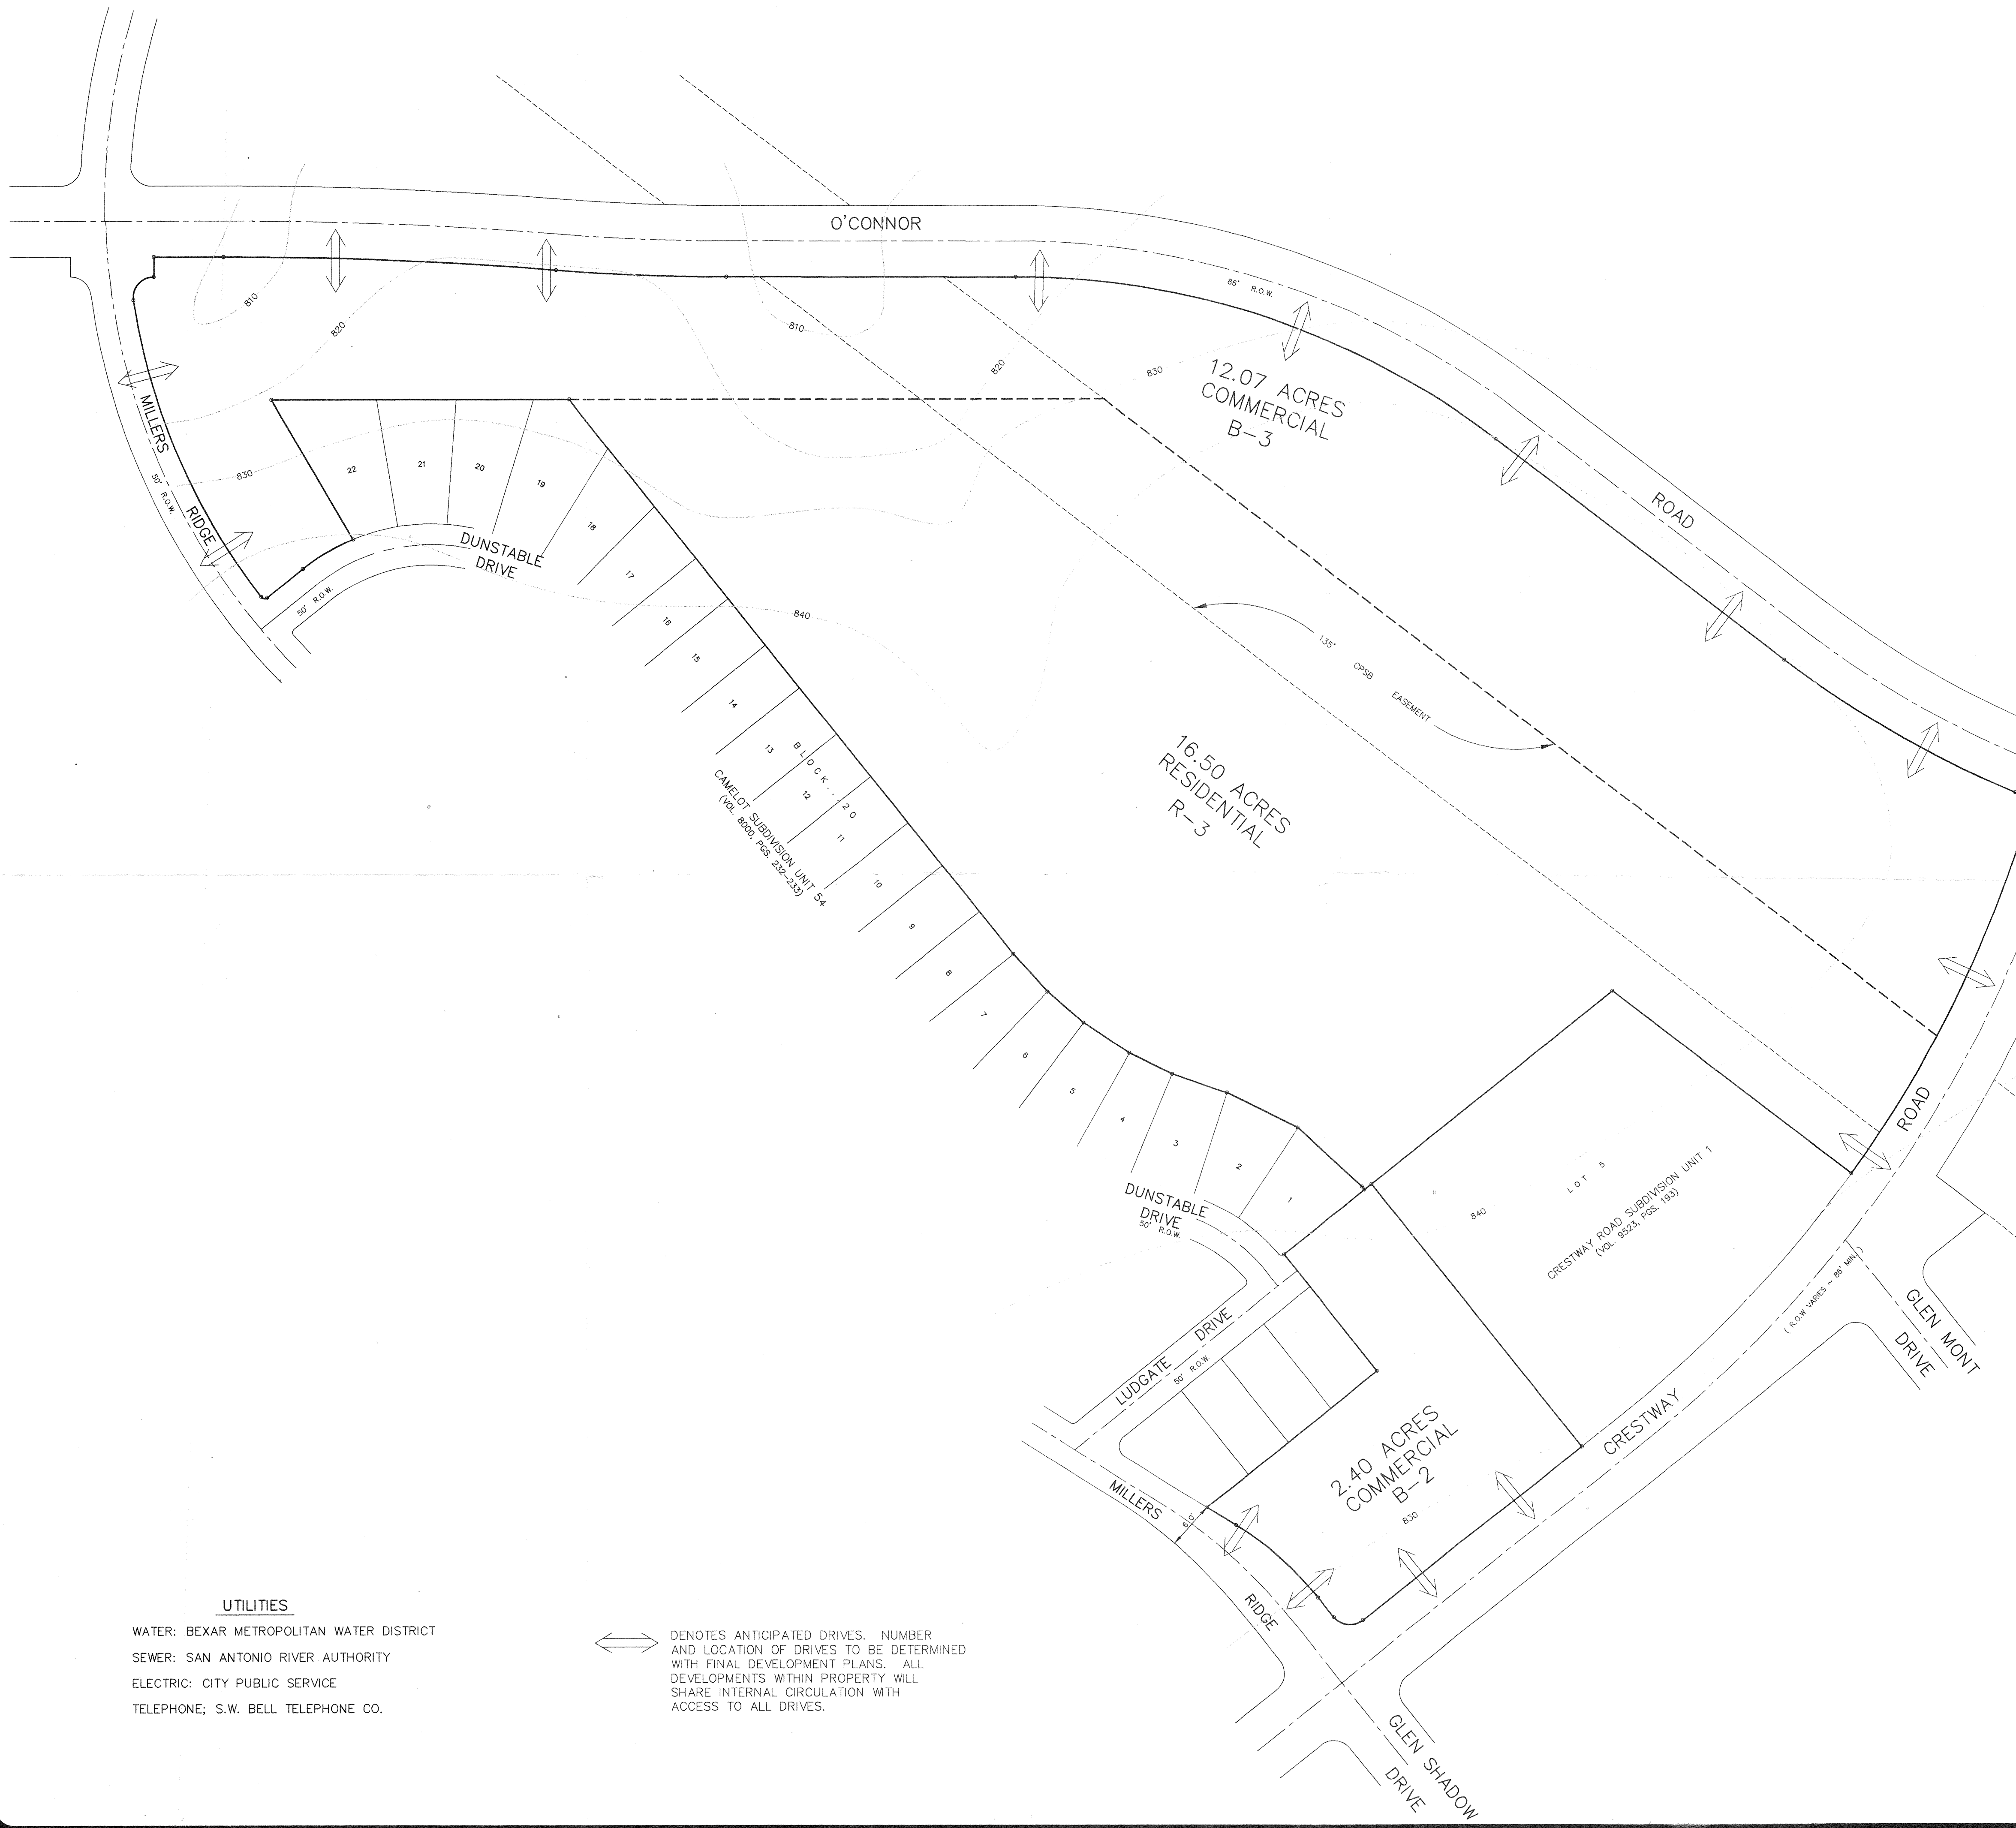 O'CONNOR
86' R.O.W.
810
820
810
820
830
12.07 ACRES
COMMERCIAL
B-3
MILLERS
50' R.O.W.
RIDGE
830
22
21
20
19
18
17
16
15
14
13
12
11
10
9
8
7
6
5
4
3
2
1
DUNSTABLE
DRIVE
50' R.O.W.
ROAD
840
135' CPSB EASEMENT
BLOCK...20
CAMELOT SUBDIVISION UNIT 54
(VOL. 8000, PGS. 232-233)
16.50 ACRES
RESIDENTIAL
R-3
ROAD
LOT 5
CRESTWAY ROAD SUBDIVISION UNIT 1
(VOL. 9523, PGS. 193)
840
DUNSTABLE
DRIVE
50' R.O.W.
( R.O.W VARIES ~ 86' MIN. )
GLEN MONT
DRIVE
LUDGATE DRIVE
50' R.O.W.
CRESTWAY
2.40 ACRES
COMMERCIAL
B-2
830
MILLERS
RIDGE
GLEN SHADOW
DRIVE
UTILITIES
WATER: BEXAR METROPOLITAN WATER DISTRICT
SEWER: SAN ANTONIO RIVER AUTHORITY
ELECTRIC: CITY PUBLIC SERVICE
TELEPHONE; S.W. BELL TELEPHONE CO.
DENOTES ANTICIPATED DRIVES. NUMBER
AND LOCATION OF DRIVES TO BE DETERMINED
WITH FINAL DEVELOPMENT PLANS. ALL
DEVELOPMENTS WITHIN PROPERTY WILL
SHARE INTERNAL CIRCULATION WITH
ACCESS TO ALL DRIVES.